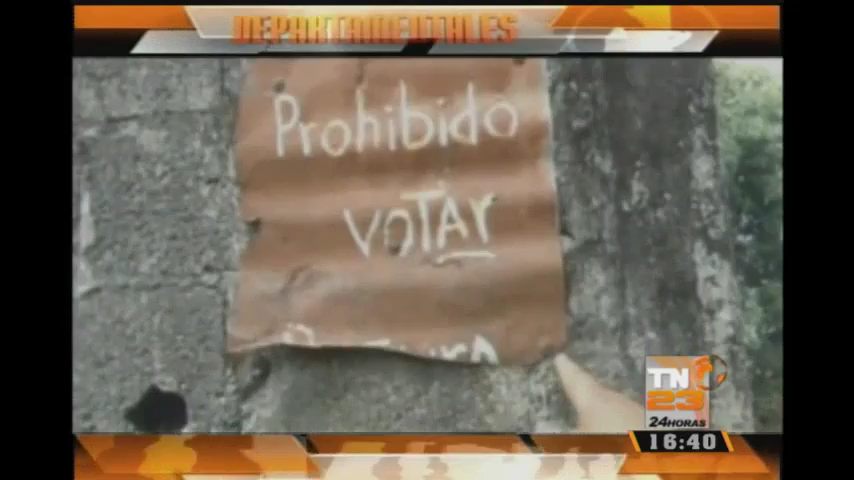 DEPARTAMENTALES
Prohibido
VOTAr
TN
23
24HORAS
16:40